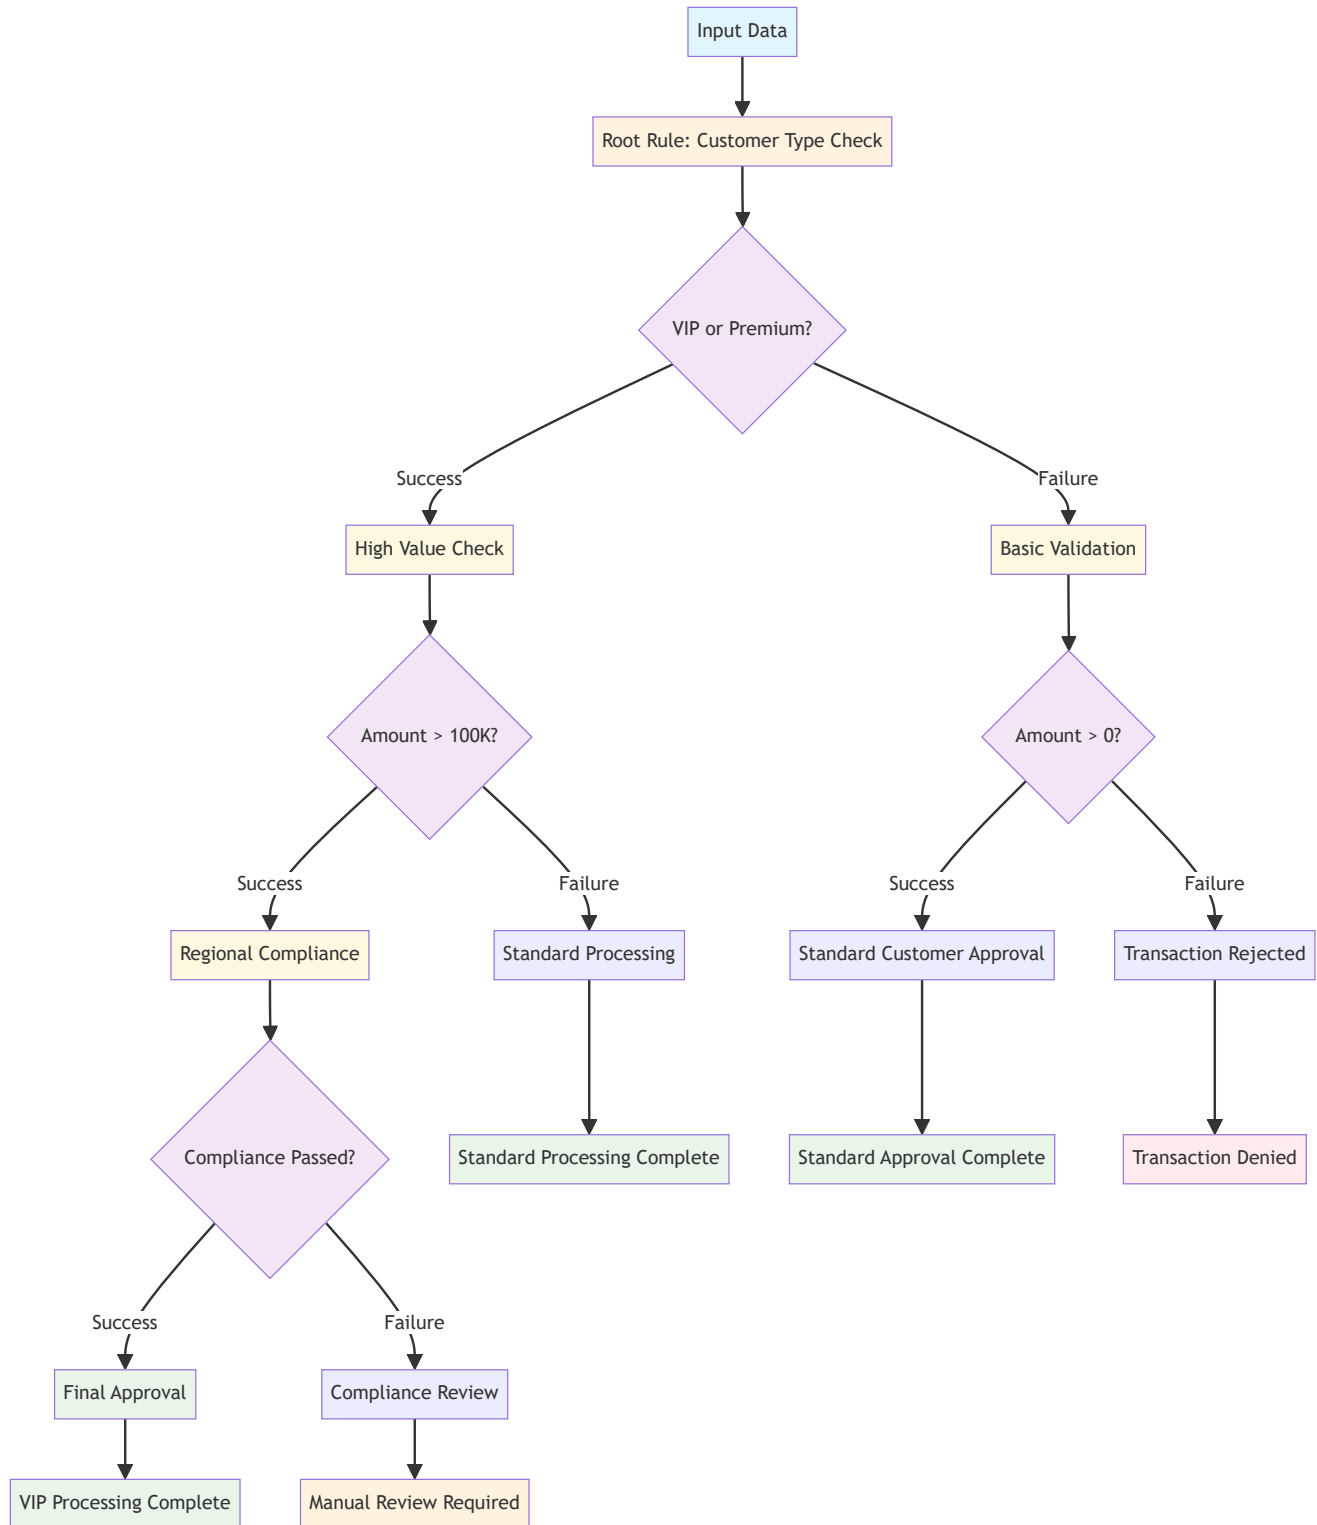 Input Data
Root Rule: Customer Type Check
VIP or Premium?
Success
Failure
High Value Check
Basic Validation
Amount > 100K?
Amount > 0?
Success
Failure
Success
Failure
Regional Compliance
Standard Processing
Standard Customer Approval
Transaction Rejected
Compliance Passed?
Standard Processing Complete
Standard Approval Complete
Transaction Denied
Success
Failure
Final Approval
Compliance Review
VIP Processing Complete
Manual Review Required